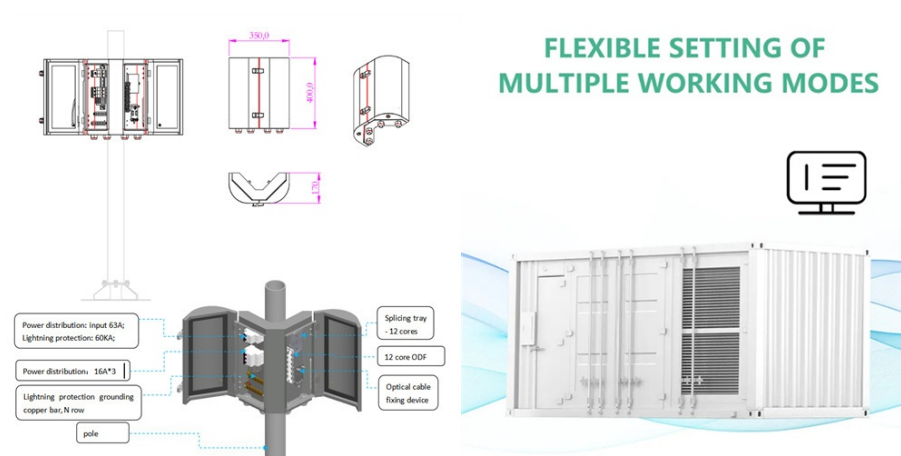 350,0
400,0
170
Power distribution: input 63A;
Lightning protection: 60KA;
Power distribution: 16A*3
Lightning protection grounding
copper bar, N row
pole
Splicing tray
- 12 cores
12 core ODF
Optical cable
fixing device
FLEXIBLE SETTING OF
MULTIPLE WORKING MODES